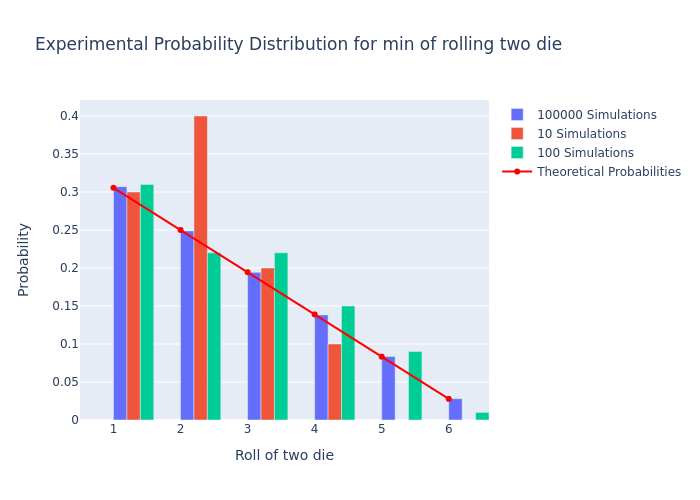 Experimental Probability Distribution for min of rolling two die
100000 Simulations
10 Simulations
100 Simulations
Theoretical Probabilities
0.4
0.35
0.3
0.25
0.2
0.15
0.1
0.05
0
Probability
1 2 3 4 5 6
Roll of two die